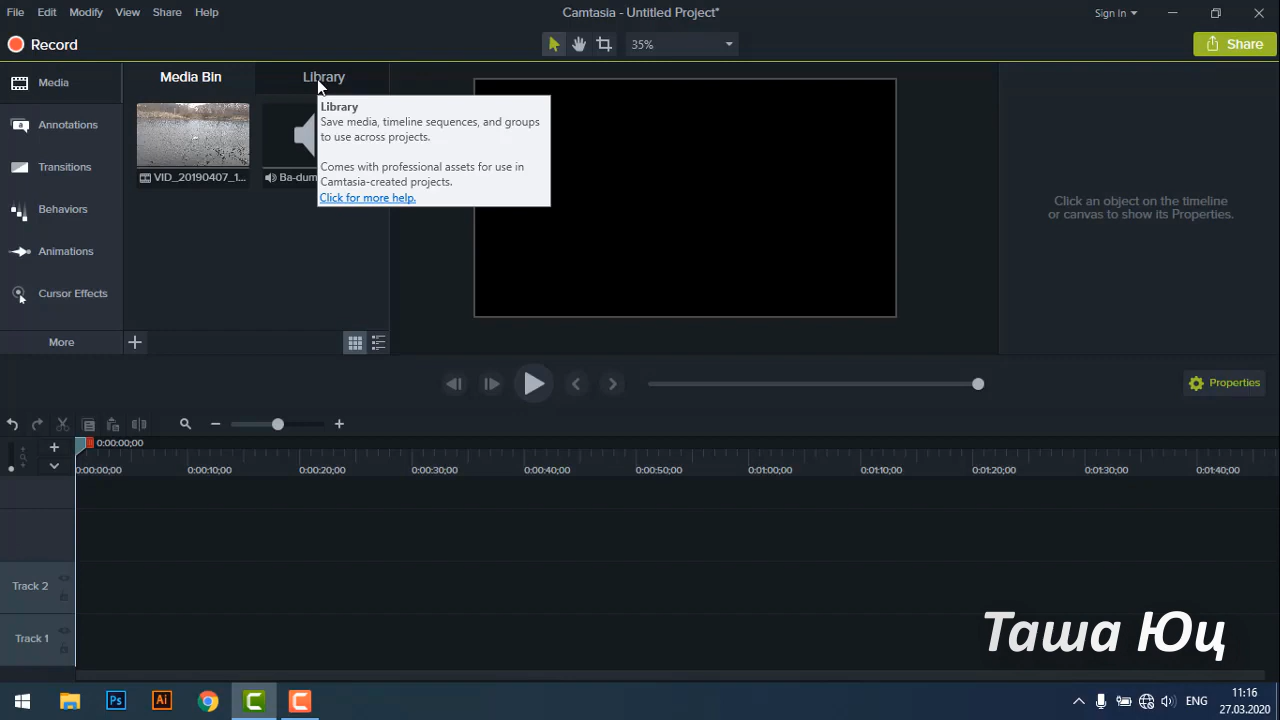 File Edit Modify View Share Help
Camtasia - Untitled Project*
Sign In
Record
35%
Share
Media
Annotations
Transitions
Behaviors
Animations
Cursor Effects
More
Media Bin
Library
VID_20190407_1...
Ba-dum
Library
Save media, timeline sequences, and groups
to use across projects.
Comes with professional assets for use in
Camtasia-created projects.
Click for more help.
Click an object on the timeline
or canvas to show its Properties.
Properties
0:00:00;00
0:00:00;00 0:00:10;00 0:00:20;00 0:00:30;00 0:00:40;00 0:00:50;00 0:01:00;00 0:01:10;00 0:01:20;00 0:01:30;00 0:01:40;00
Track 2
Track 1
Таша Юц
Ps
Ai
ENG
11:16
27.03.2020